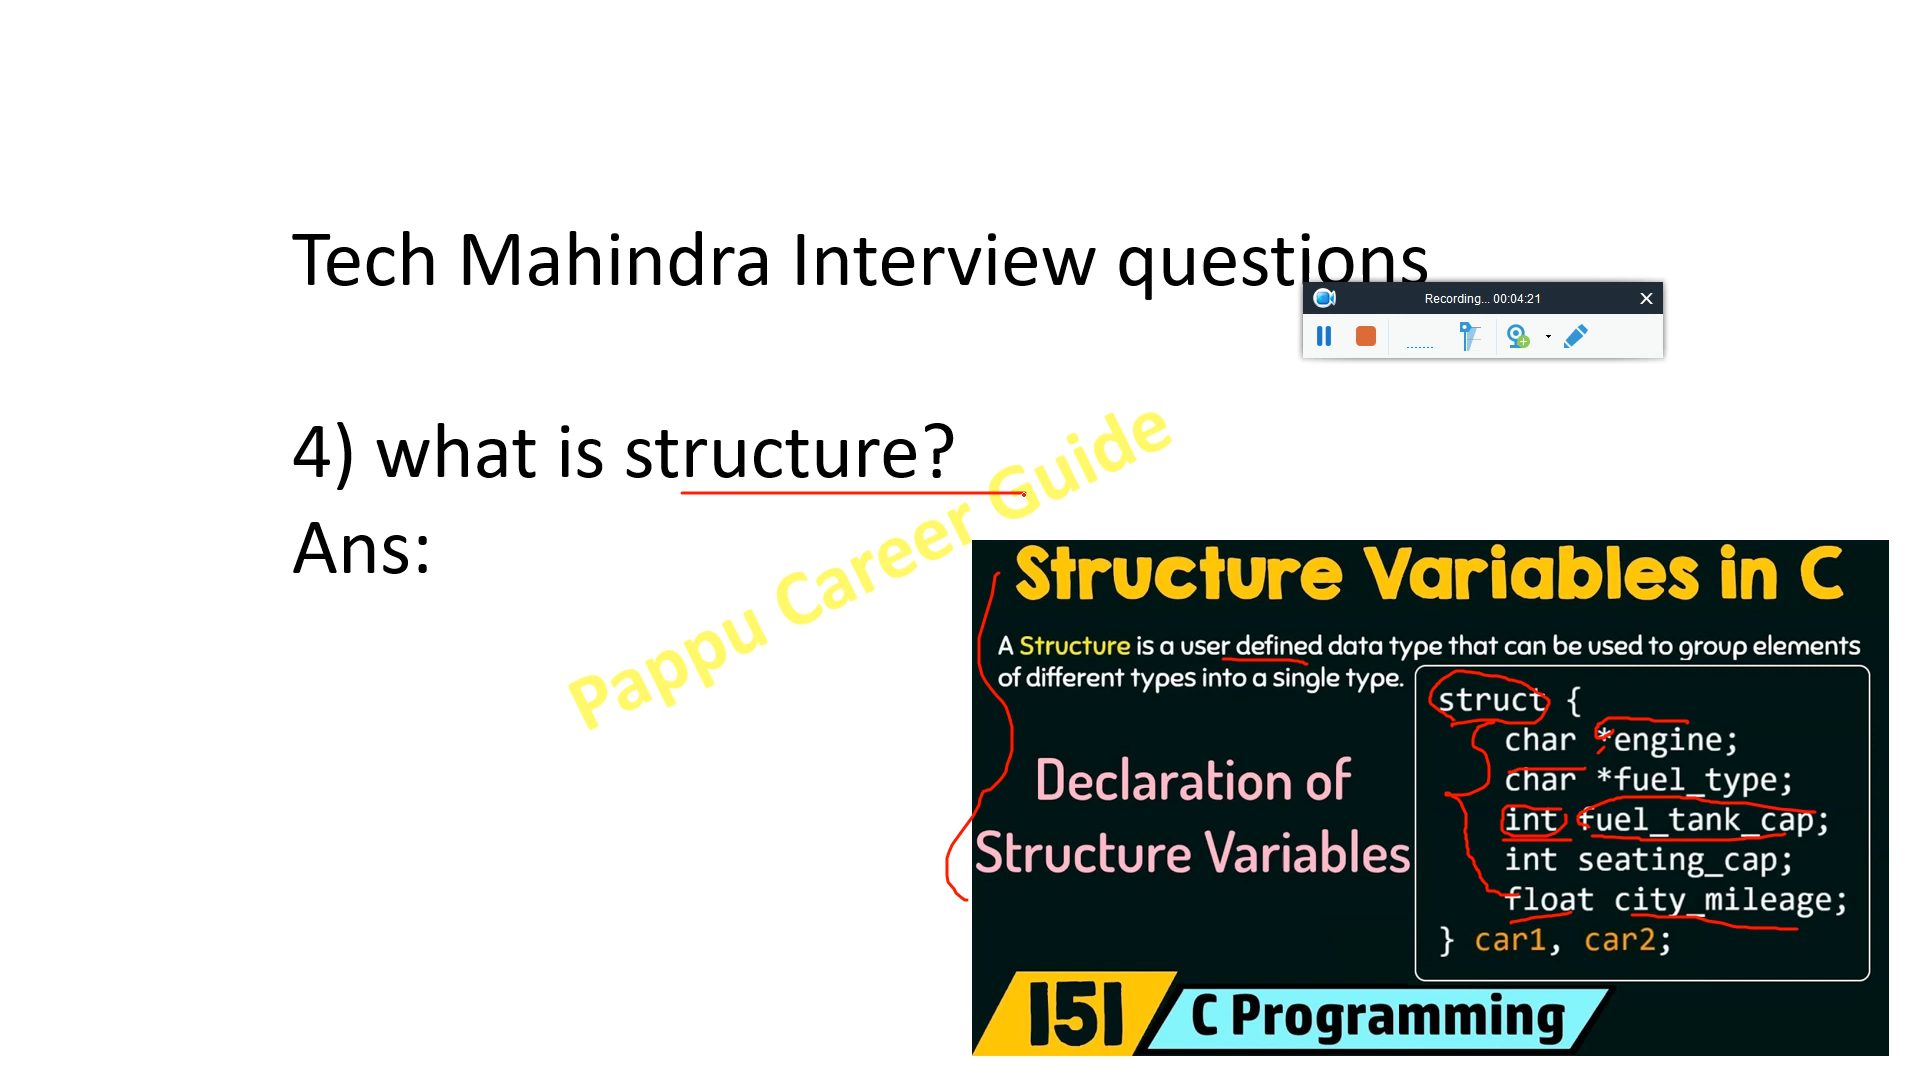 Tech Mahindra Interview questions
Recording... 00:04:21
4) what is structure?
Ans:
Pappu Career Guide
Structure Variables in C
A Structure is a user defined data type that can be used to group elements
of different types into a single type.
Declaration of
Structure Variables
struct {
char *engine;
char *fuel_type;
int fuel_tank_cap;
int seating_cap;
float city_mileage;
} car1, car2;
151
C Programming